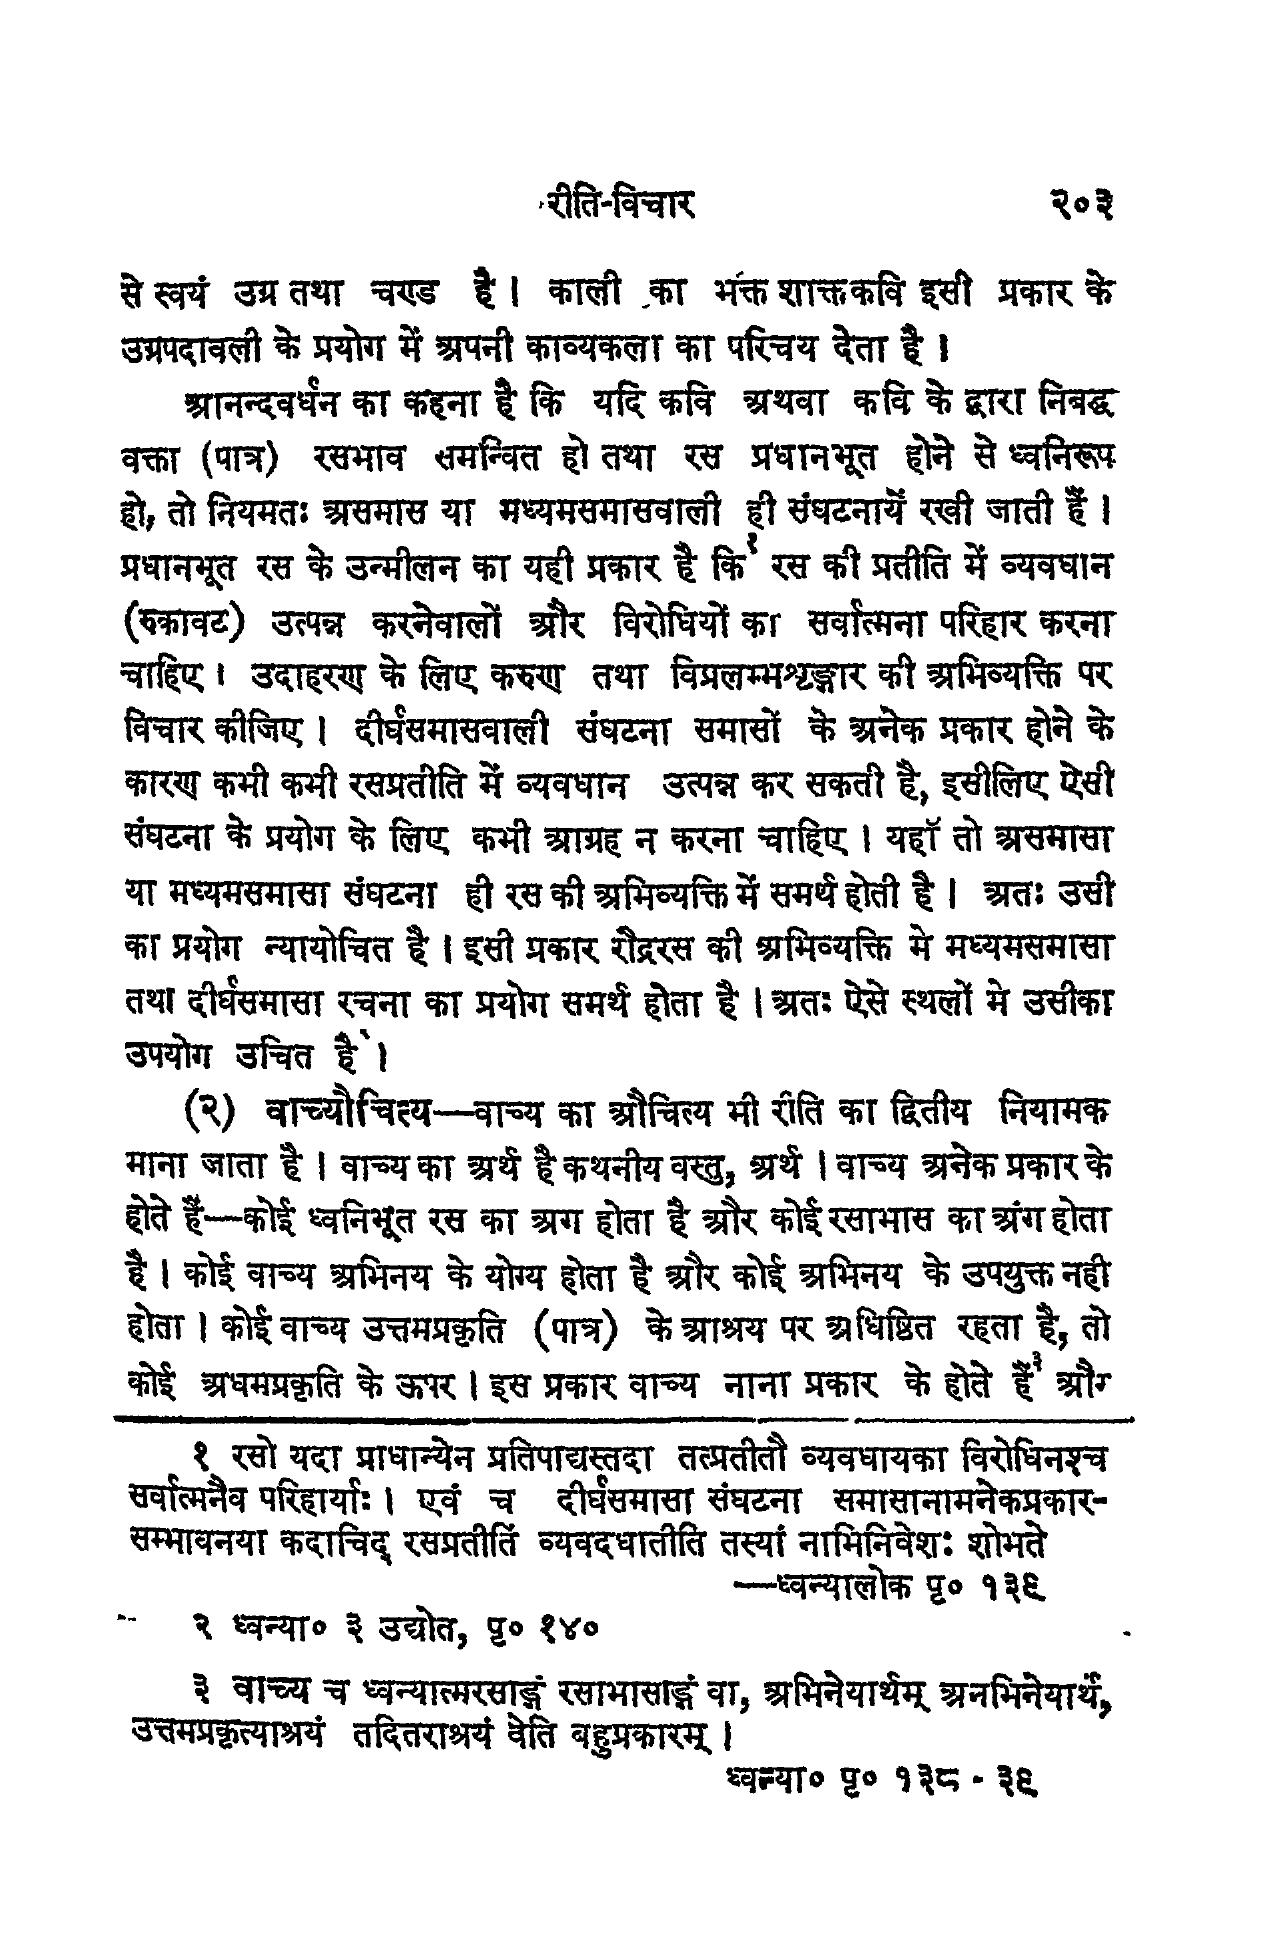 रीति-विचार २०३
से स्वयं उग्र तथा चण्ड है। काली का भक्त शाक्तकवि इसी प्रकार के
उग्रपदावली के प्रयोग में अपनी काव्यकला का परिचय देता है।
आनन्दवर्धन का कहना है कि यदि कवि अथवा कवि के द्वारा निबद्ध
वक्ता (पात्र) रसभाव समन्वित हो तथा रस प्रधानभूत होने से ध्वनिरूप
हो, तो नियमतः असमास या मध्यमसमासवाली ही संघटनायें रखी जाती हैं।
प्रधानभूत रस के उन्मीलन का यही प्रकार है कि१ रस की प्रतीति में व्यवधान
(रुकावट) उत्पन्न करनेवालों और विरोधियों का सर्वात्मना परिहार करना
चाहिए। उदाहरण के लिए करुण तथा विप्रलम्भशृङ्गार की अभिव्यक्ति पर
विचार कीजिए। दीर्घसमासवाली संघटना समासों के अनेक प्रकार होने के
कारण कभी कभी रसप्रतीति में व्यवधान उत्पन्न कर सकती है, इसीलिए ऐसी
संघटना के प्रयोग के लिए कभी आग्रह न करना चाहिए। यहाॅ तो असमासा
या मध्यमसमासा संघटना ही रस की अभिव्यक्ति में समर्थ होती है। अतः उसी
का प्रयोग न्यायोचित है। इसी प्रकार रौद्ररस की अभिव्यक्ति मे मध्यमसमासा
तथा दीर्घसमासा रचना का प्रयोग समर्थ होता है। अतः ऐसे स्थलों मे उसीका
उपयोग उचित है।
(२) वाच्यौचित्य—वाच्य का औचित्य भी रीति का द्वितीय नियामक
माना जाता है। वाच्य का अर्थ है कथनीय वस्तु, अर्थ। वाच्य अनेक प्रकार के
होते हैं—कोई ध्वनिभूत रस का अग होता है और कोई रसाभास का अंग होता
है। कोई वाच्य अभिनय के योग्य होता है और कोई अभिनय के उपयुक्त नही
होता। कोई वाच्य उत्तमप्रकृति (पात्र) के आश्रय पर अधिष्ठित रहता है, तो
कोई अधमप्रकृति के ऊपर। इस प्रकार वाच्य नाना प्रकार के होते हैं३ और
१ रसो यदा प्राधान्येन प्रतिपाद्यस्तदा तत्प्रतीतौ व्यवधायका विरोधिनश्च
सर्वात्मनैव परिहार्याः। एवं च दीर्घसमासा संघटना समासानामनेकप्रकार-
सम्भावनया कदाचिद् रसप्रतीतिं व्यवदधातीति तस्यां नाभिनिवेशः शोभते
—ध्वन्यालोक पृ० १३९
२ ध्वन्या० ३ उद्योत, पृ० १४०
३ वाच्य च ध्वन्यात्मरसाङ्गं रसाभासाङ्गं वा, अभिनेयार्थम् अनभिनेयार्थं,
उत्तमप्रकृत्याश्रयं तदितराश्रयं वेति बहुप्रकारम्।
ध्वन्या० पृ० १३८ - ३९